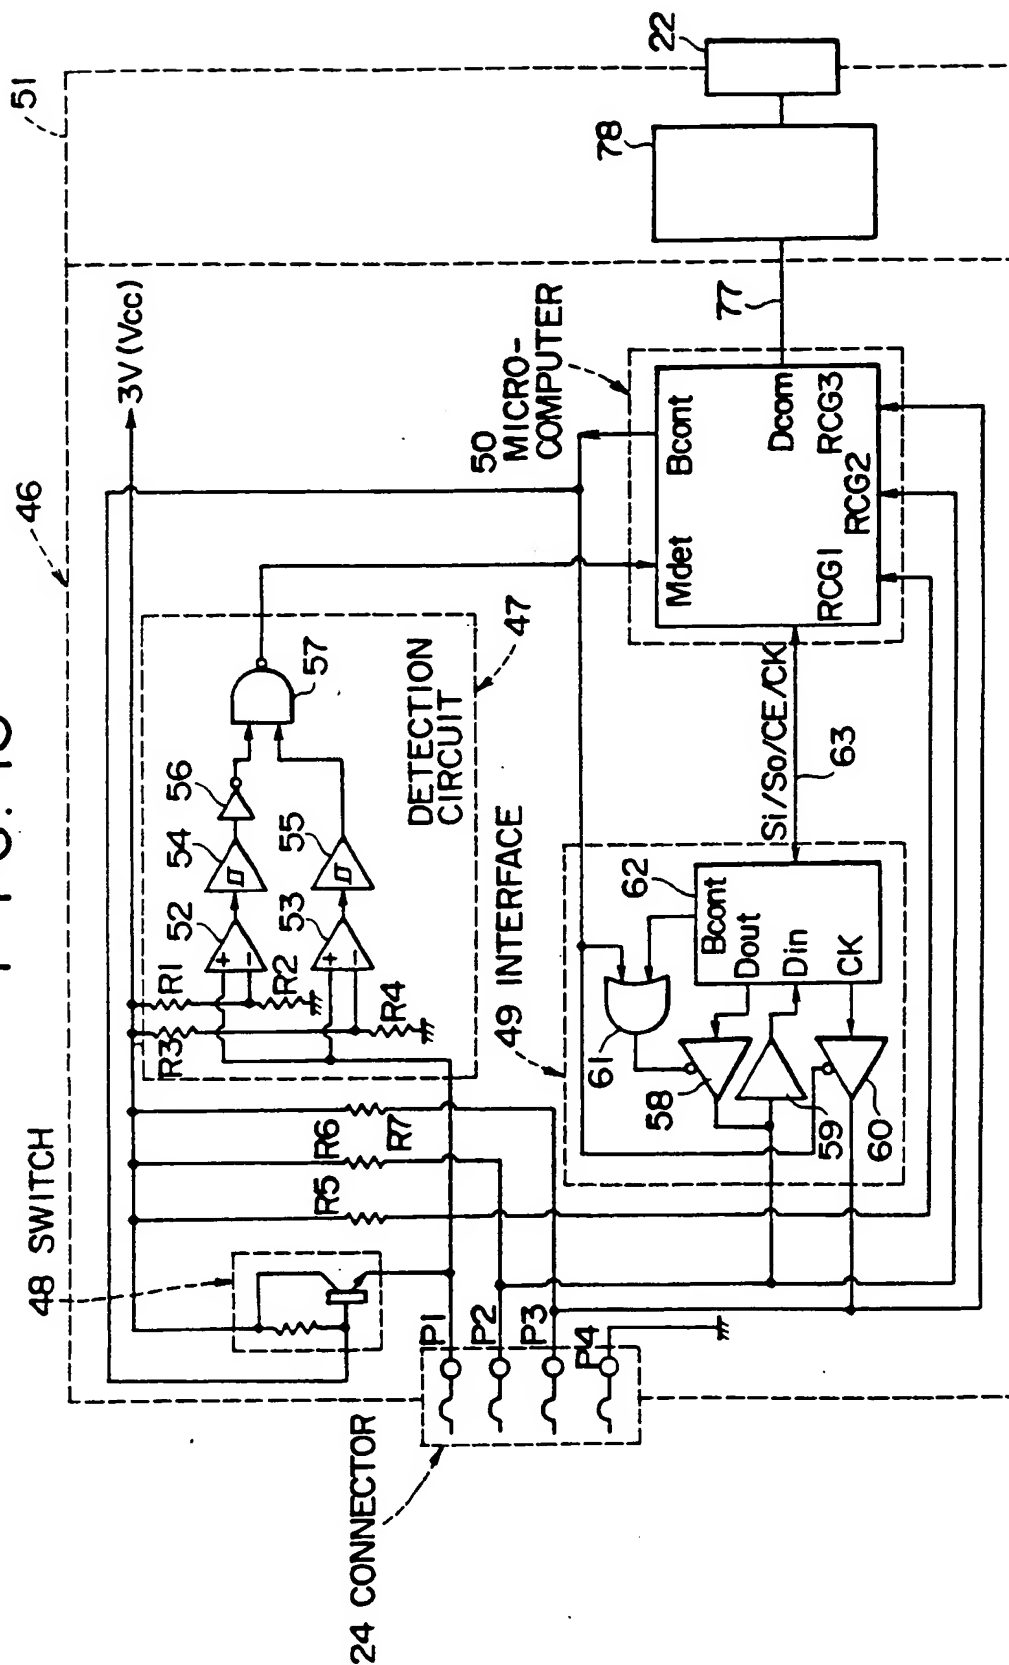 51
46
22
78
3V(Vcc)
77
50
MICRO-
COMPUTER
Mdet
Bcont
Dcom
RCG1
RCG2
RCG3
48 SWITCH
R1
R2
R3
R4
52
53
54
55
56
57
DETECTION
CIRCUIT
47
R5
R6
R7
49 INTERFACE
61
62
Bcont
Dout
Din
CK
58
59
60
Si/So/CE/CK
63
P1
P2
P3
P4
24 CONNECTOR